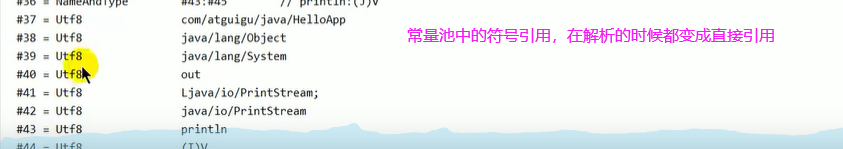 #36 = NameAndType #43:#45 // println:(J)V
#37 = Utf8 com/atguigu/java/HelloApp
#38 = Utf8 java/lang/Object
常量池中的符号引用，在解析的时候都变成直接引用
#39 = Utf8 java/lang/System
#40 = Utf8 out
#41 = Utf8 Ljava/io/PrintStream;
#42 = Utf8 java/io/PrintStream
#43 = Utf8 println
#44 = Utf8